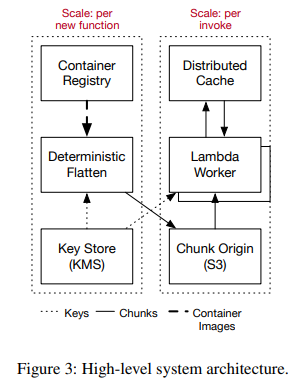 Scale: per
new function
Scale: per
invoke
Container
Registry
Distributed
Cache
Deterministic
Flatten
Lambda
Worker
Key Store
(KMS)
Chunk Origin
(S3)
Keys
Chunks
Container
Images
Figure 3: High-level system architecture.